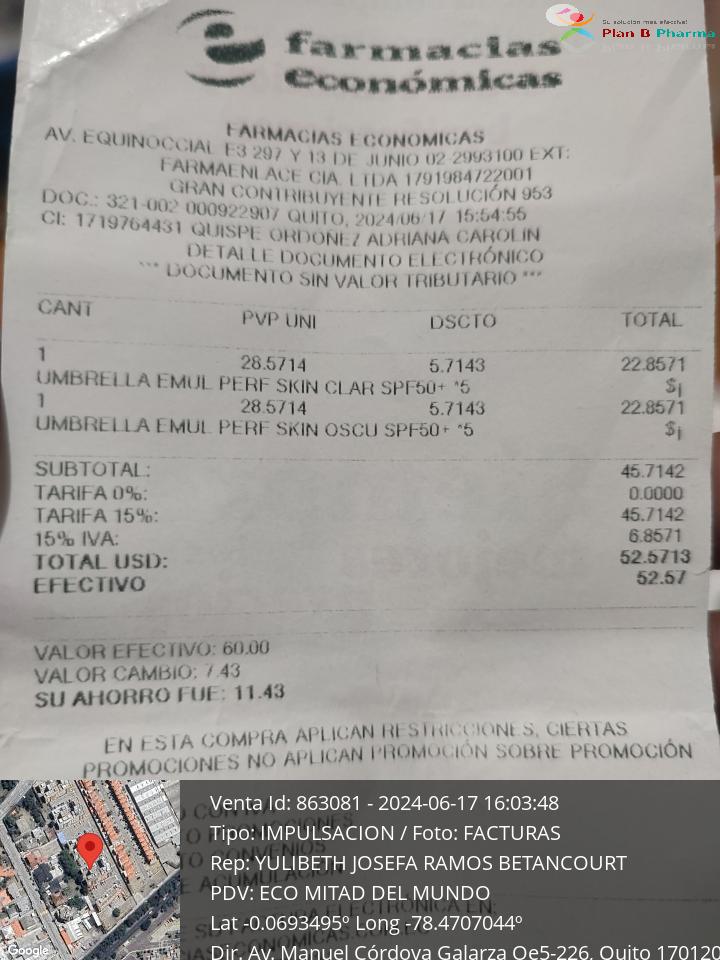 Su solución mas efectiva!
Plan B Pharma
farmacias
económicas
FARMACIAS ECONOMICAS
AV. EQUINOCCIAL E3 297 Y 13 DE JUNIO 02-2993100 EXT:
FARMAENLACE CIA. LTDA 1791984722001
GRAN CONTRIBUYENTE RESOLUCIÓN 953
DOC.: 321-002 000922907 QUITO, 2024/06/17 15:54:55
CI: 1719764431 QUISPE ORDOÑEZ ADRIANA CAROLIN
DETALLE DOCUMENTO ELECTRÓNICO
*** DOCUMENTO SIN VALOR TRIBUTARIO ***
CANT PVP UNI DSCTO TOTAL
1 28.5714 5.7143 22.8571
UMBRELLA EMUL PERF SKIN CLAR SPF50+ *5 $¡
1 28.5714 5.7143 22.8571
UMBRELLA EMUL PERF SKIN OSCU SPF50+ *5 $¡
SUBTOTAL: 45.7142
TARIFA 0%: 0.0000
TARIFA 15%: 45.7142
15% IVA: 6.8571
TOTAL USD: 52.5713
EFECTIVO 52.57
VALOR EFECTIVO: 60.00
VALOR CAMBIO: 7.43
SU AHORRO FUE: 11.43
EN ESTA COMPRA APLICAN RESTRICCIONES, CIERTAS
PROMOCIONES NO APLICAN PROMOCIÓN SOBRE PROMOCIÓN
Venta Id: 863081 - 2024-06-17 16:03:48
Tipo: IMPULSACION / Foto: FACTURAS
Rep: YULIBETH JOSEFA RAMOS BETANCOURT
PDV: ECO MITAD DEL MUNDO
Lat -0.0693495º Long -78.4707044º
Dir. Av. Manuel Córdova Galarza Oe5-226, Quito 170120
Google